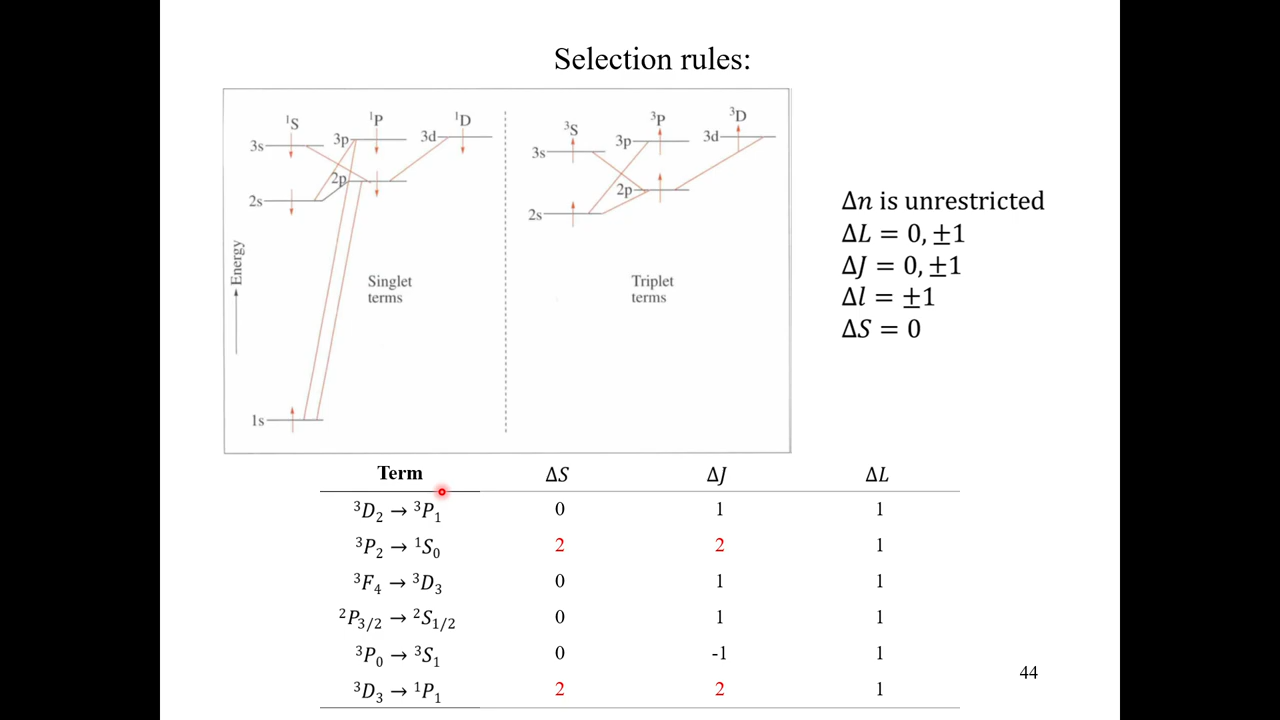 Selection rules:
¹S ¹P ¹D
3s 3p 3d
2p
2s
Energy
Singlet
terms
1s
³S ³P ³D
3s 3p 3d
2p
2s
Triplet
terms
Δn is unrestricted
ΔL = 0, ±1
ΔJ = 0, ±1
Δl = ±1
ΔS = 0
Term ΔS ΔJ ΔL
³D₂ → ³P₁ 0 1 1
³P₂ → ¹S₀ 2 2 1
³F₄ → ³D₃ 0 1 1
²P₃/₂ → ²S₁/₂ 0 1 1
³P₀ → ³S₁ 0 -1 1
³D₃ → ¹P₁ 2 2 1
44